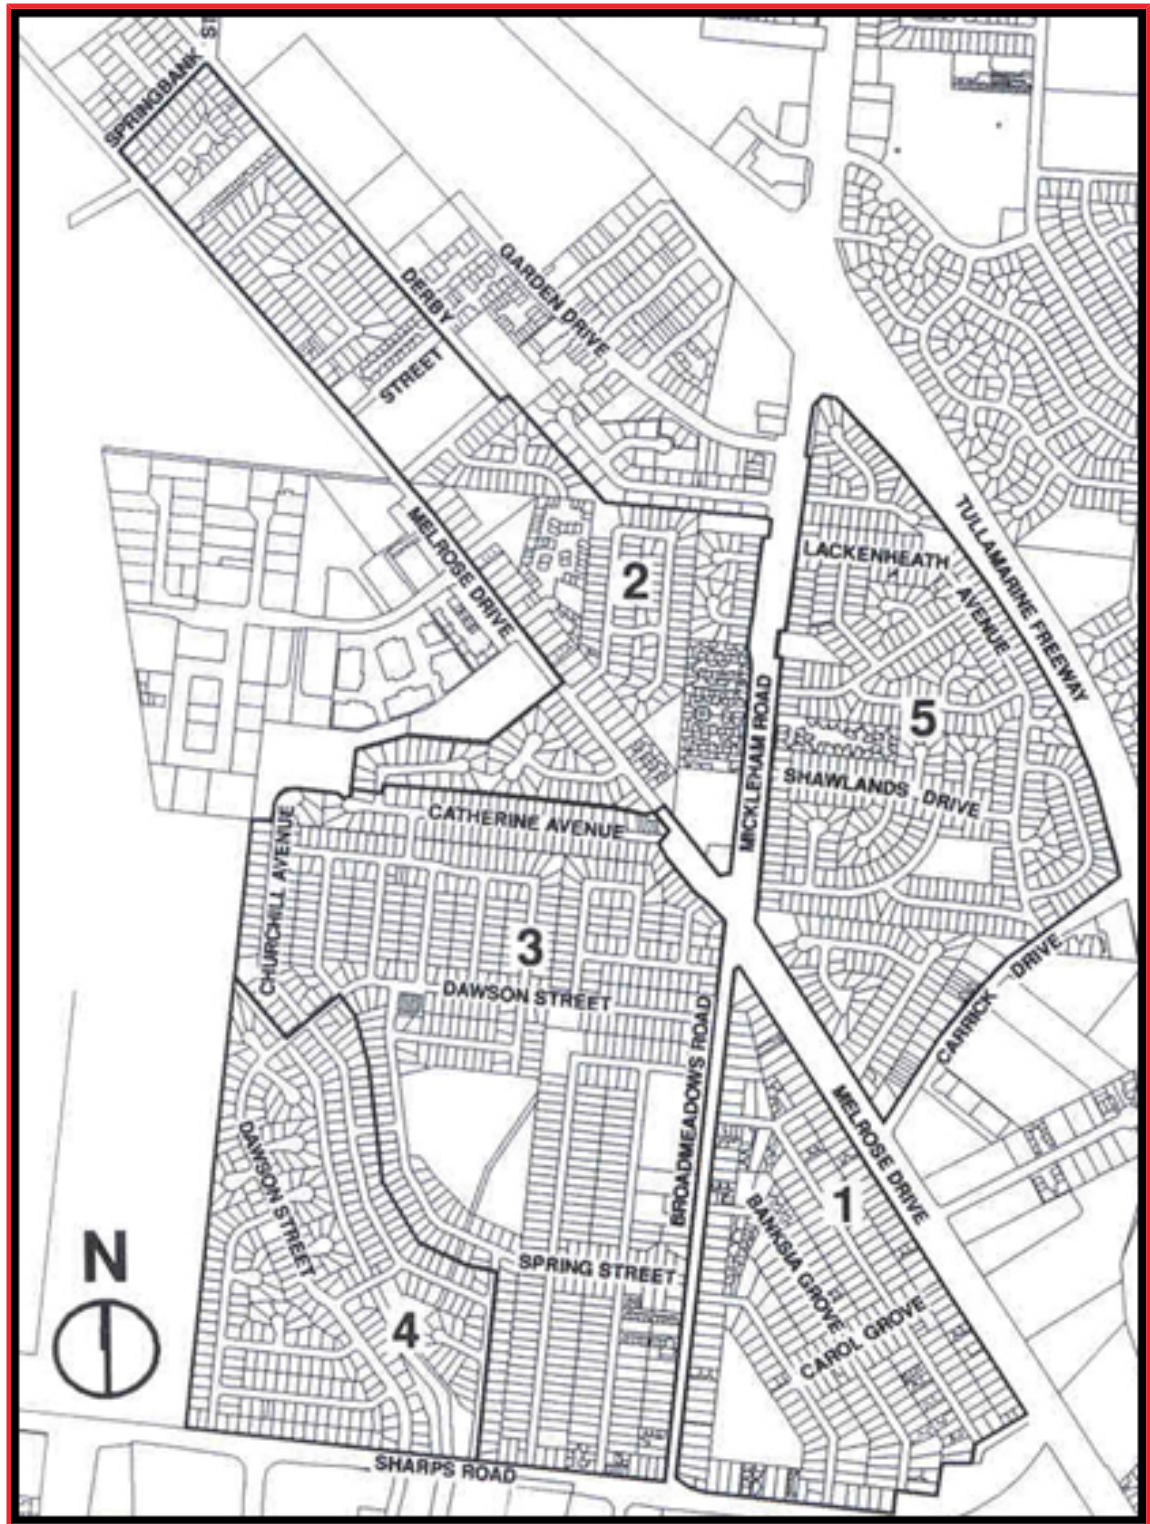 ST
SPRINGBANK
GARDEN DRIVE
DERBY
STREET
MELROSE DRIVE
2
LACKENHEATH
AVENUE
TULLAMARINE FREEWAY
5
MICKLEHAM ROAD
SHAWLANDS DRIVE
CATHERINE AVENUE
CHURCHILL AVENUE
3
DAWSON STREET
CARRICK DRIVE
BROADMEADOWS ROAD
MELROSE DRIVE
DAWSON STREET
1
BANKSIA GROVE
SPRING STREET
N
4
CAROL GROVE
SHARPS ROAD